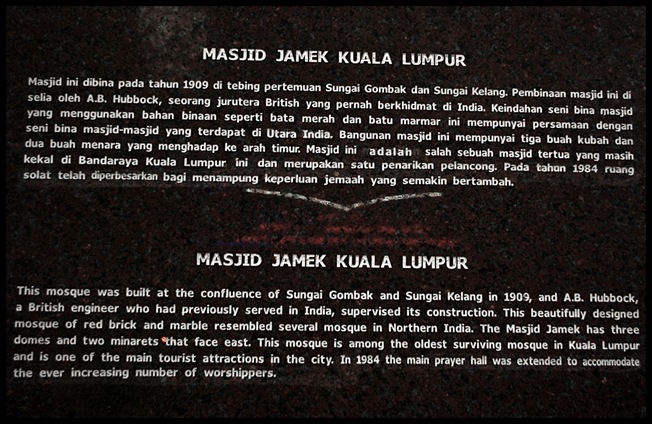 MASJID JAMEK KUALA LUMPUR
Masjid ini dibina pada tahun 1909 di tebing pertemuan Sungai Gombak dan Sungai Kelang. Pembinaan masjid ini di
selia oleh A.B. Hubbock, seorang jurutera British yang pernah berkhidmat di India. Keindahan seni bina masjid
yang menggunakan bahan binaan seperti bata merah dan batu marmar ini mempunyai persamaan dengan
seni bina masjid-masjid yang terdapat di Utara India. Bangunan masjid ini mempunyai tiga buah kubah dan
dua buah menara yang menghadap ke arah timur. Masjid ini adalah salah sebuah masjid tertua yang masih
kekal di Bandaraya Kuala Lumpur ini dan merupakan satu penarikan pelancong. Pada tahun 1984 ruang
solat telah diperbesarkan bagi menampung keperluan jemaah yang semakin bertambah.
MASJID JAMEK KUALA LUMPUR
This mosque was built at the confluence of Sungai Gombak and Sungai Kelang in 1909, and A.B. Hubbock,
a British engineer who had previously served in India, supervised its construction. This beautifully designed
mosque of red brick and marble resembled several mosque in Northern India. The Masjid Jamek has three
domes and two minarets that face east. This mosque is among the oldest surviving mosque in Kuala Lumpur
and is one of the main tourist attractions in the city. In 1984 the main prayer hall was extended to accommodate
the ever increasing number of worshippers.